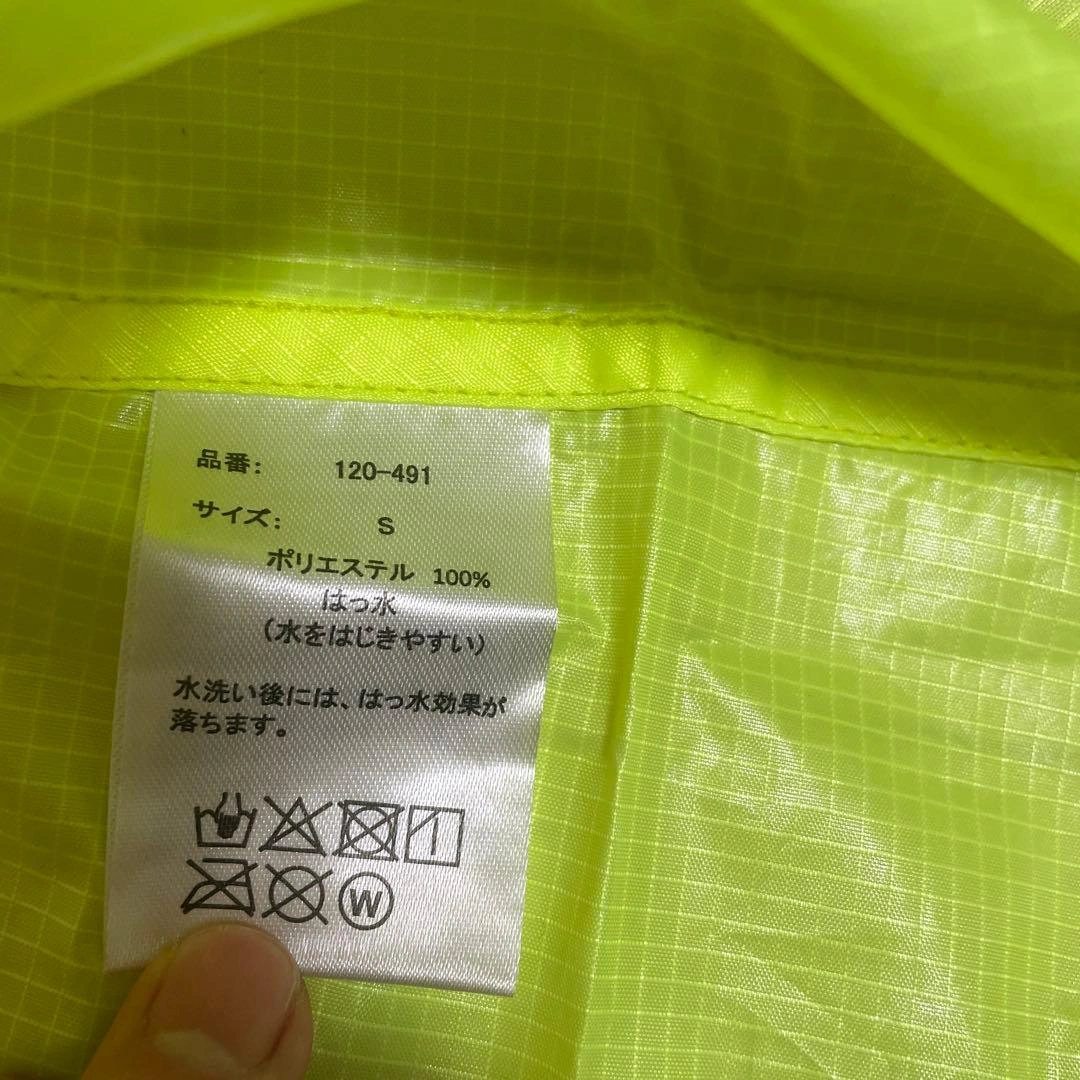 品番: 120-491
サイズ: S
ポリエステル 100%
はっ水
(水をはじきやすい)
水洗い後には、はっ水効果が
落ちます。
W